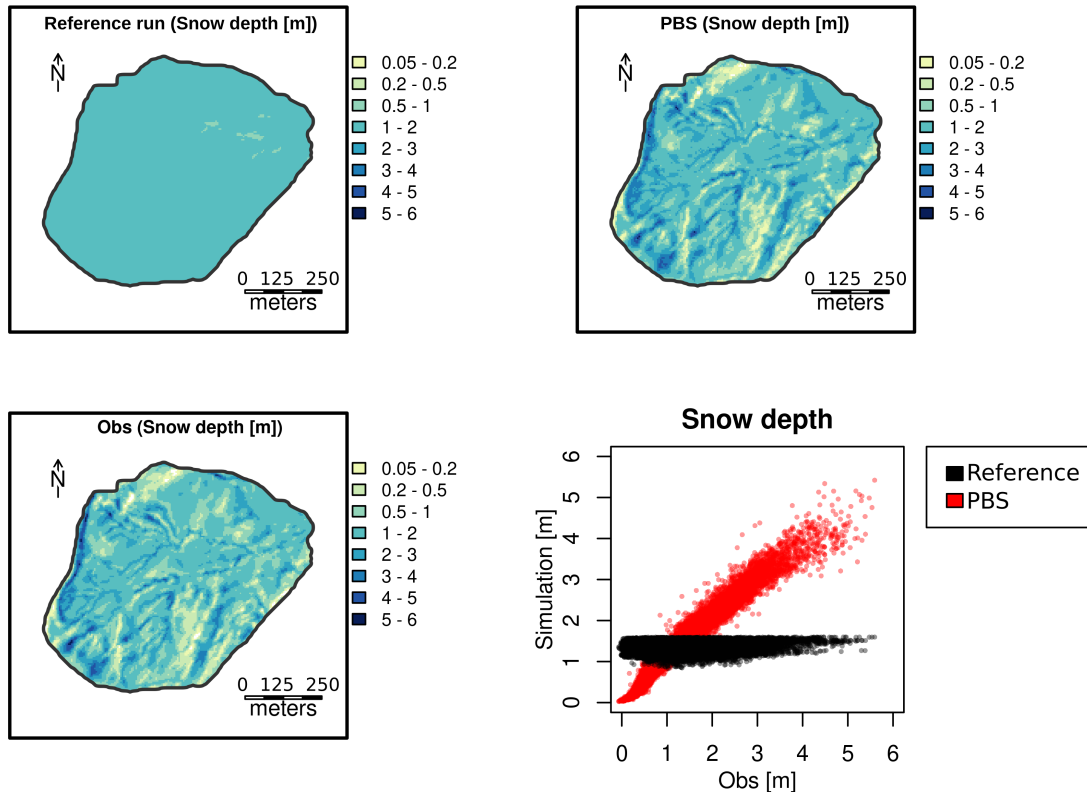 Reference run (Snow depth [m])
N
0.05 - 0.2
0.2 - 0.5
0.5 - 1
1 - 2
2 - 3
3 - 4
4 - 5
5 - 6
0 125 250
meters
PBS (Snow depth [m])
N
0.05 - 0.2
0.2 - 0.5
0.5 - 1
1 - 2
2 - 3
3 - 4
4 - 5
5 - 6
0 125 250
meters
Obs (Snow depth [m])
N
0.05 - 0.2
0.2 - 0.5
0.5 - 1
1 - 2
2 - 3
3 - 4
4 - 5
5 - 6
0 125 250
meters
Snow depth
Simulation [m]
6
5
4
3
2
1
0
0 1 2 3 4 5 6
Obs [m]
Reference
PBS